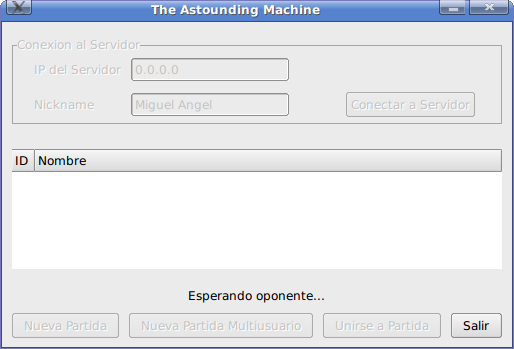 The Astounding Machine
Conexion al Servidor
IP del Servidor 0.0.0.0
Nickname Miguel Angel Conectar a Servidor
ID Nombre
Esperando oponente...
Nueva Partida Nueva Partida Multiusuario Unirse a Partida Salir